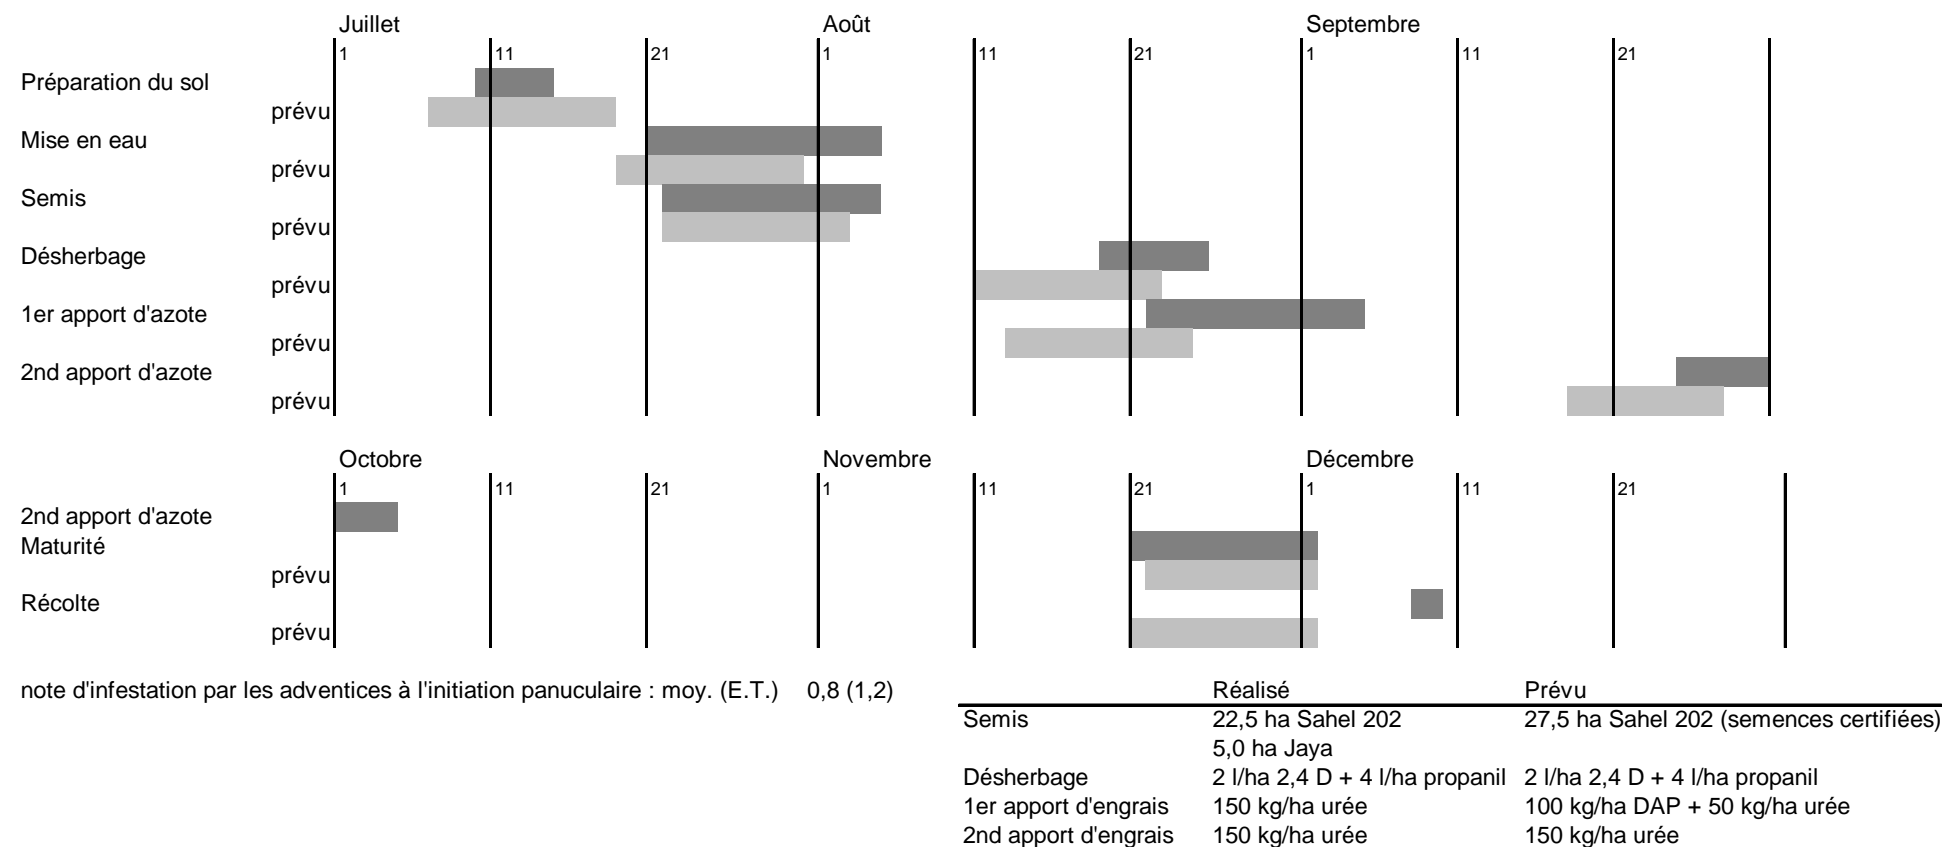 Juillet Août Septembre
1 11 21 1 11 21 1 11 21
Préparation du sol
prévu
Mise en eau
prévu
Semis
prévu
Désherbage
prévu
1er apport d'azote
prévu
2nd apport d'azote
prévu
Octobre Novembre Décembre
1 11 21 1 11 21 1 11 21
2nd apport d'azote
Maturité
prévu
Récolte
prévu
note d'infestation par les adventices à l'initiation panuculaire : moy. (E.T.) 0,8 (1,2)
Réalisé Prévu
Semis 22,5 ha Sahel 202 27,5 ha Sahel 202 (semences certifiées)
5,0 ha Jaya
Désherbage 2 l/ha 2,4 D + 4 l/ha propanil 2 l/ha 2,4 D + 4 l/ha propanil
1er apport d'engrais 150 kg/ha urée 100 kg/ha DAP + 50 kg/ha urée
2nd apport d'engrais 150 kg/ha urée 150 kg/ha urée